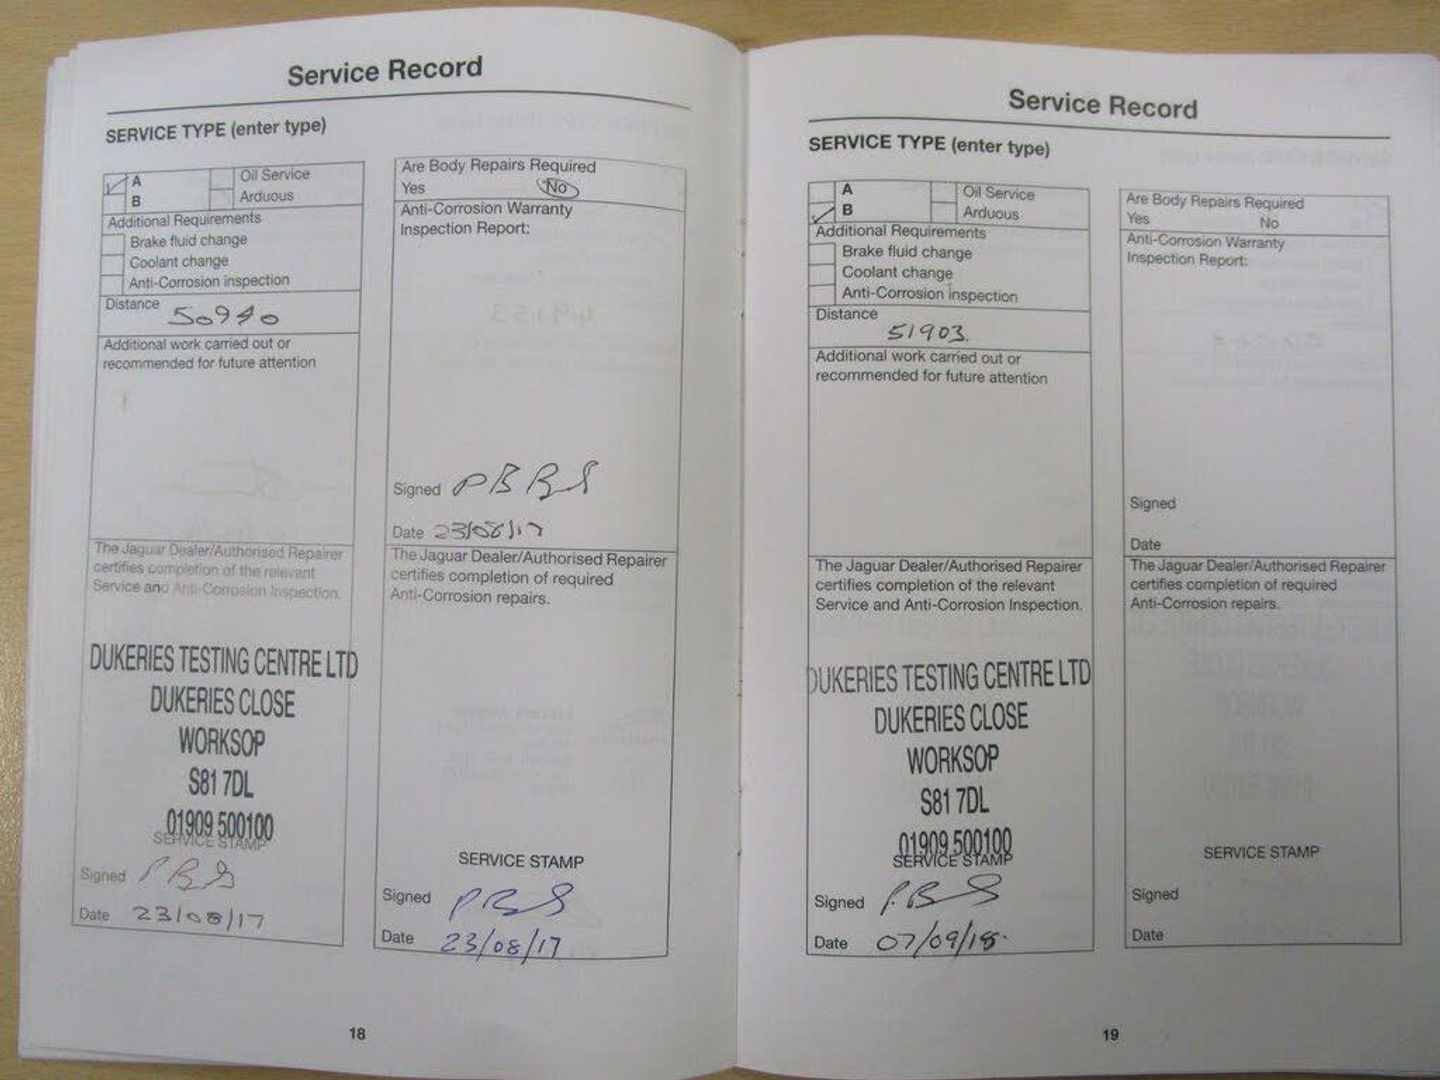 Service Record
SERVICE TYPE (enter type)
A
Oil Service
B
Arduous
Additional Requirements
Brake fluid change
Coolant change
Anti-Corrosion inspection
Distance
50940
Additional work carried out or
recommended for future attention
The Jaguar Dealer/Authorised Repairer
certifies completion of the relevant
Service and Anti-Corrosion Inspection.
DUKERIES TESTING CENTRE LTD
DUKERIES CLOSE
WORKSOP
S81 7DL
01909 500100
SERVICE STAMP
Signed
Date 23/08/17
Are Body Repairs Required
Yes No
Anti-Corrosion Warranty
Inspection Report:
Signed
Date 23/08/17
The Jaguar Dealer/Authorised Repairer
certifies completion of required
Anti-Corrosion repairs.
SERVICE STAMP
Signed
Date 23/08/17
18
Service Record
SERVICE TYPE (enter type)
A
Oil Service
B
Arduous
Additional Requirements
Brake fluid change
Coolant change
Anti-Corrosion inspection
Distance
51903.
Additional work carried out or
recommended for future attention
The Jaguar Dealer/Authorised Repairer
certifies completion of the relevant
Service and Anti-Corrosion Inspection.
DUKERIES TESTING CENTRE LTD
DUKERIES CLOSE
WORKSOP
S81 7DL
01909 500100
SERVICE STAMP
Signed
Date 07/09/18.
Are Body Repairs Required
Yes No
Anti-Corrosion Warranty
Inspection Report:
Signed
Date
The Jaguar Dealer/Authorised Repairer
certifies completion of required
Anti-Corrosion repairs.
SERVICE STAMP
Signed
Date
19